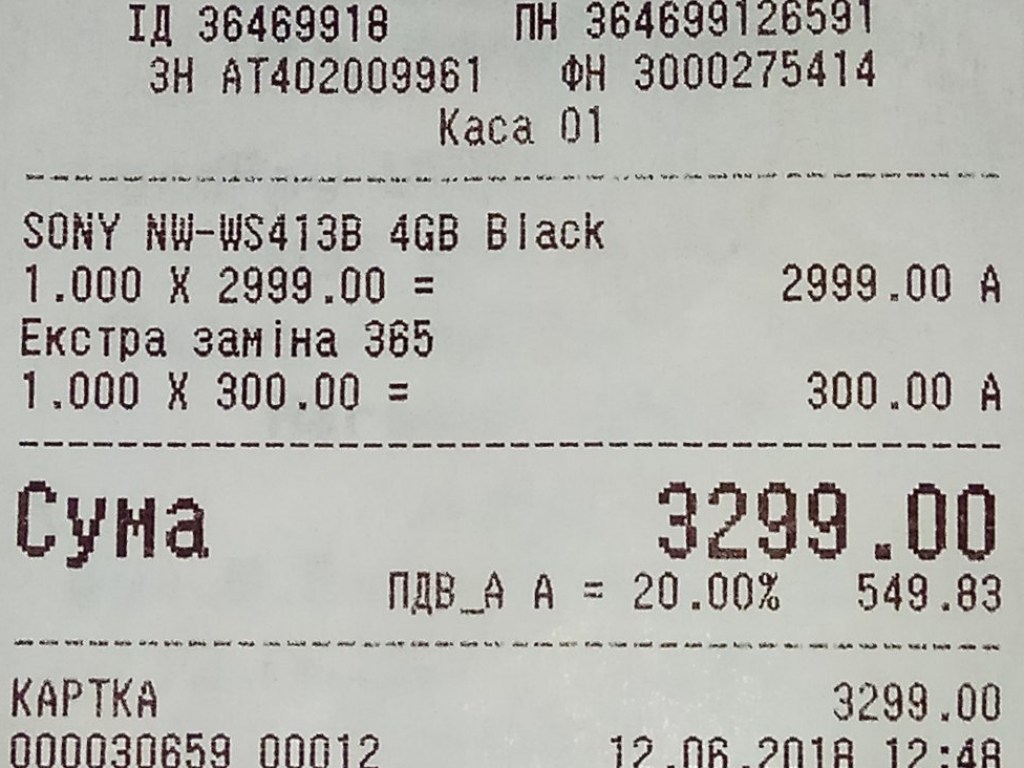 ІД 36469918 ПН 364699126591
ЗН АТ402009961 ФН 3000275414
Каса 01
SONY NW-WS413B 4GB Black
1.000 X 2999.00 = 2999.00 А
Екстра заміна 365
1.000 X 300.00 = 300.00 А
Сума 3299.00
ПДВ_А А = 20.00% 549.83
КАРТКА 3299.00
000030659 00012 12.06.2018 12:48